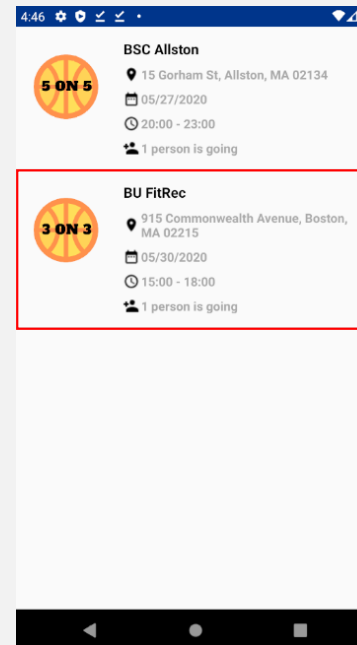 4:46
BSC Allston
15 Gorham St, Allston, MA 02134
5 ON 5
05/27/2020
20:00 - 23:00
1 person is going
BU FitRec
915 Commonwealth Avenue, Boston,
MA 02215
3 ON 3
05/30/2020
15:00 - 18:00
1 person is going